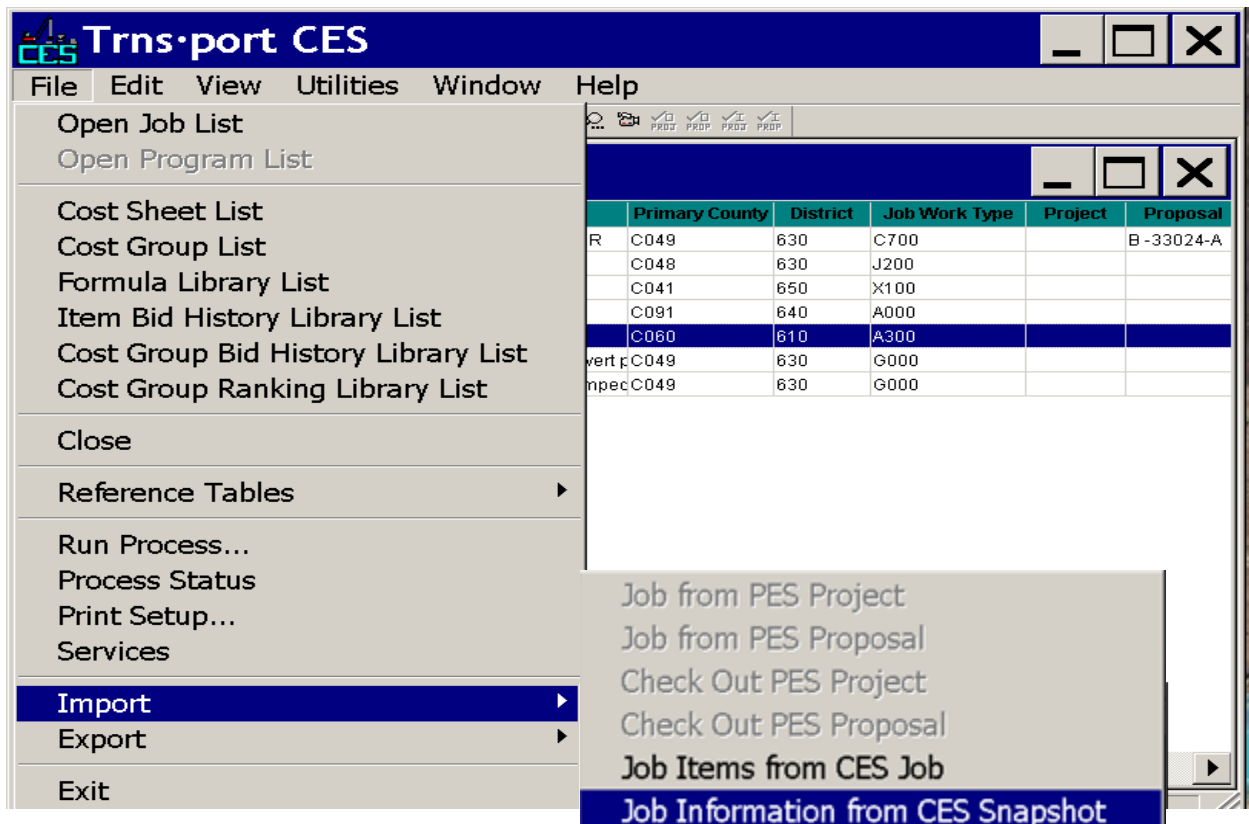 Trns·port CES
CES
File Edit View Utilities Window Help
Open Job List
Open Program List
PROJ PROP PROJ PROP
Cost Sheet List
Cost Group List
Formula Library List
Item Bid History Library List
Cost Group Bid History Library List
Cost Group Ranking Library List
Close
Reference Tables
Run Process...
Process Status
Print Setup...
Services
Import
Export
Exit
Primary County District Job Work Type Project Proposal
R C049 630 C700 B-33024-A
C048 630 J200
C041 650 X100
C091 640 A000
C060 610 A300
vert p C049 630 G000
mpec C049 630 G000
Job from PES Project
Job from PES Proposal
Check Out PES Project
Check Out PES Proposal
Job Items from CES Job
Job Information from CES Snapshot